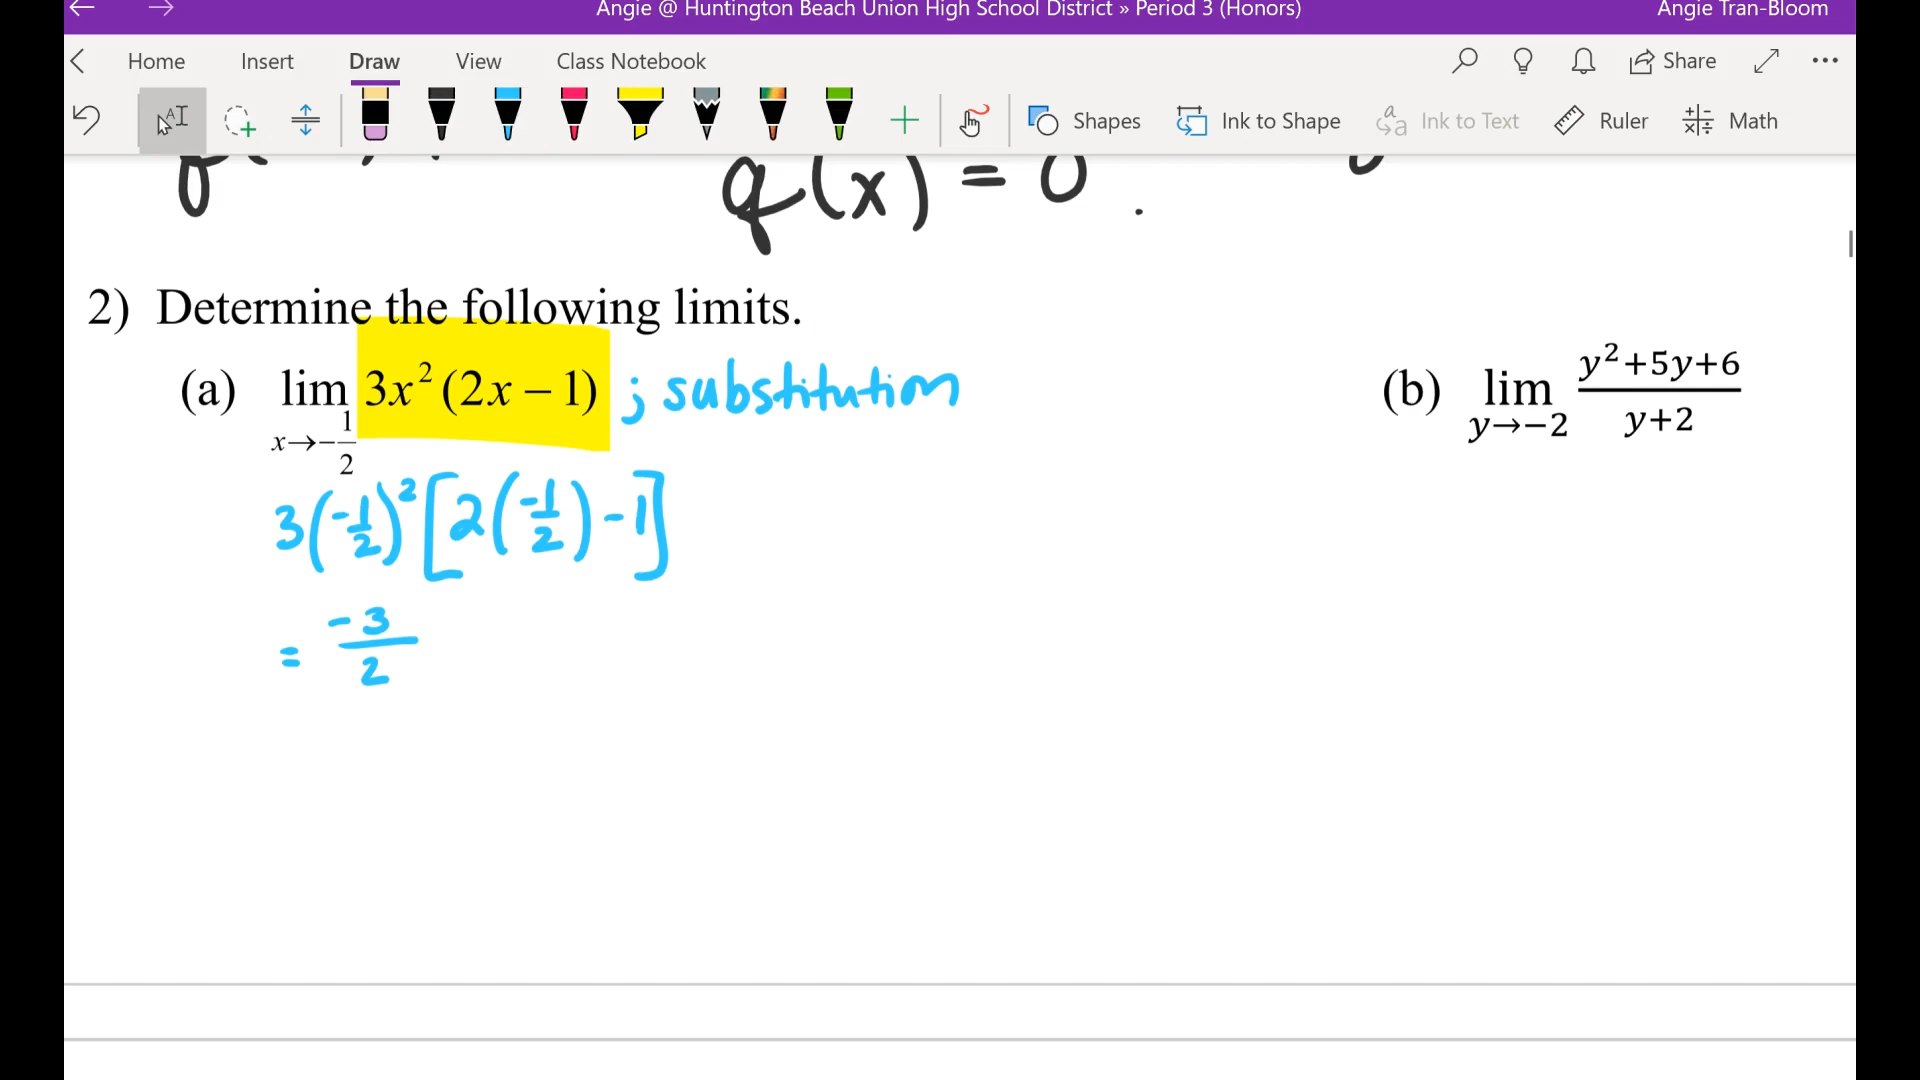 Angie @ Huntington Beach Union High School District » Period 3 (Honors) Angie Tran-Bloom
Home Insert Draw View Class Notebook Share
Shapes Ink to Shape Ink to Text Ruler Math
q(x) = 0 .
2) Determine the following limits.
(a) lim x→-1/2 3x²(2x – 1) ; substitution
(b) lim y→−2 (y²+5y+6)/(y+2)
3(-1/2)²[2(-1/2)-1]
= -3/2